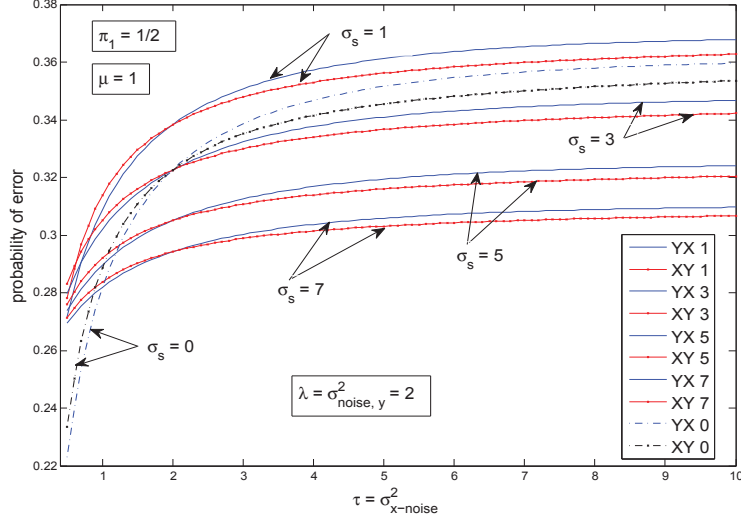 0.38
0.36
0.34
0.32
0.3
0.28
0.26
0.24
0.22
probability of error
1
2
3
4
5
6
7
8
9
10
τ = σ²x−noise
π1 = 1/2
μ = 1
σs = 1
σs = 3
σs = 5
σs = 7
σs = 0
λ = σ²noise, y = 2
YX 1
XY 1
YX 3
XY 3
YX 5
XY 5
YX 7
XY 7
YX 0
XY 0